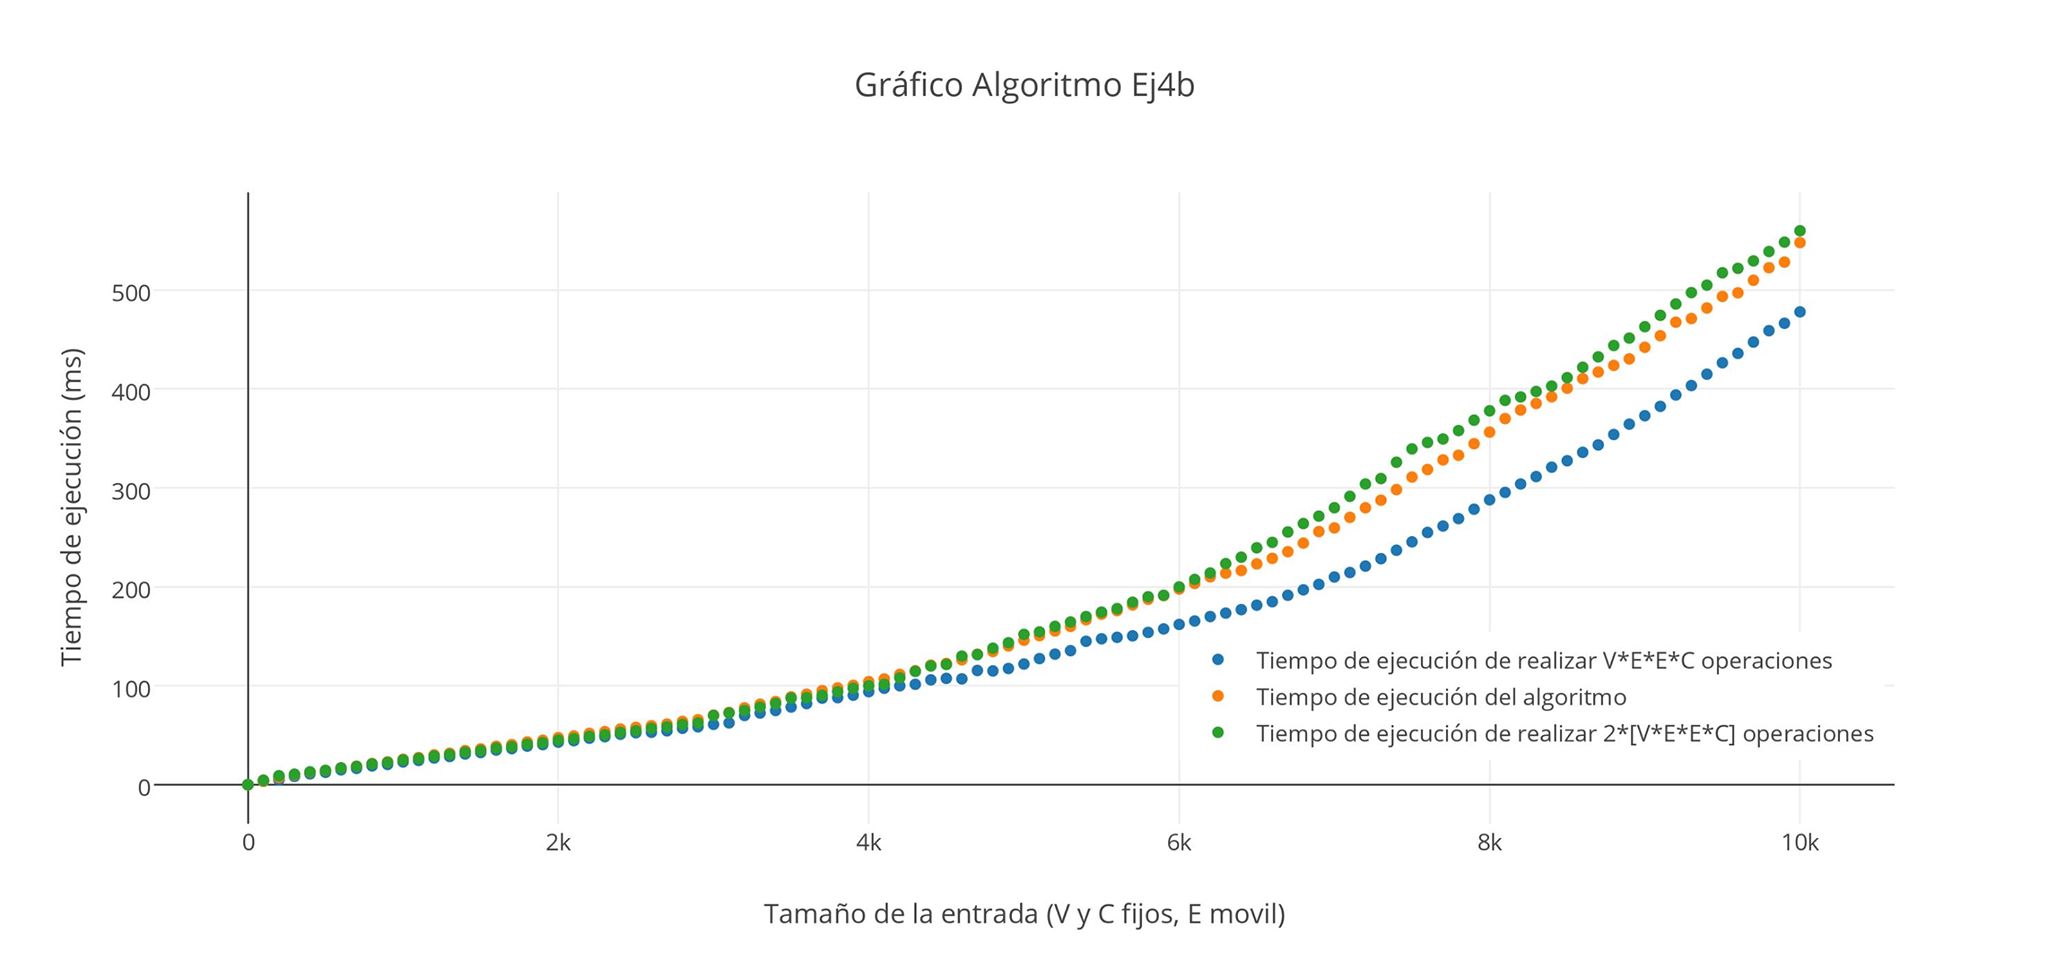 Gráfico Algoritmo Ej4b
Tiempo de ejecución (ms)
500
400
300
200
100
0
Tiempo de ejecución de realizar V*E*E*C operaciones
Tiempo de ejecución del algoritmo
Tiempo de ejecución de realizar 2*[V*E*E*C] operaciones
0 2k 4k 6k 8k 10k
Tamaño de la entrada (V y C fijos, E movil)